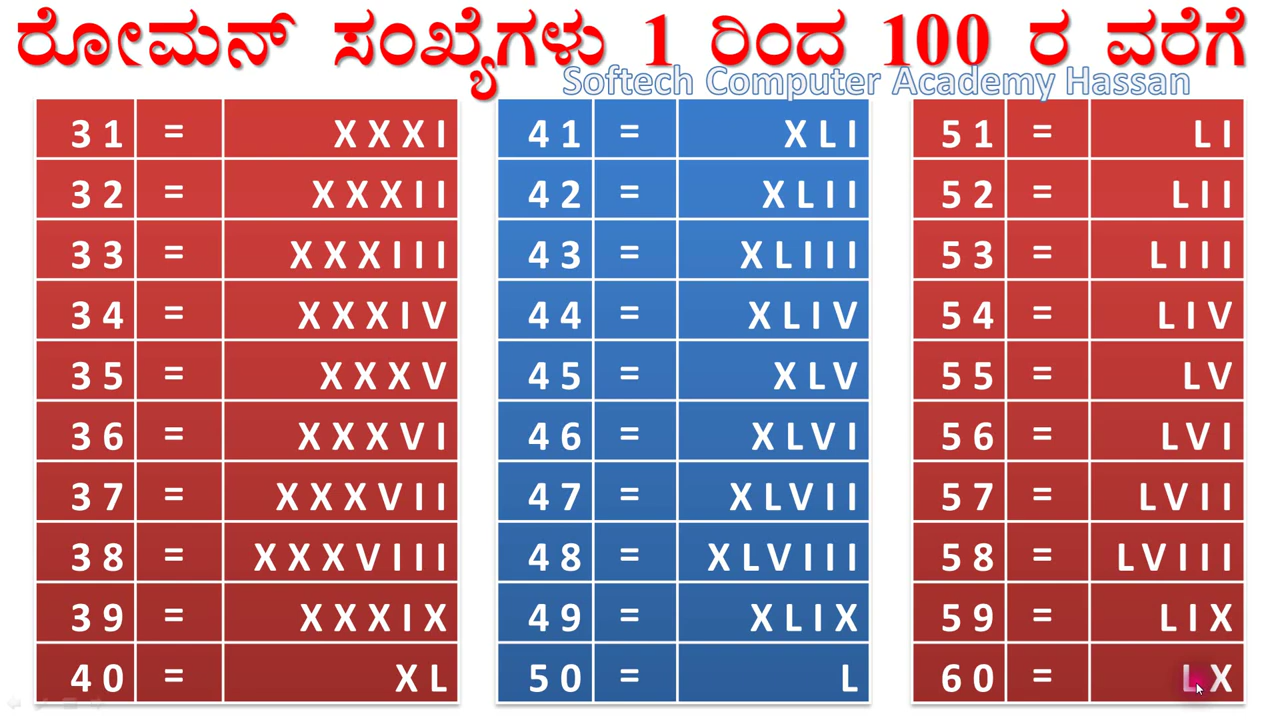 ರೋಮನ್ ಸಂಖ್ಯೆಗಳು 1 ರಿಂದ 100 ರ ವರೆಗೆ
Softech Computer Academy Hassan
31 = XXXI 41 = XLI 51 = LI
32 = XXXII 42 = XLII 52 = LII
33 = XXXIII 43 = XLIII 53 = LIII
34 = XXXIV 44 = XLIV 54 = LIV
35 = XXXV 45 = XLV 55 = LV
36 = XXXVI 46 = XLVI 56 = LVI
37 = XXXVII 47 = XLVII 57 = LVII
38 = XXXVIII 48 = XLVIII 58 = LVIII
39 = XXXIX 49 = XLIX 59 = LIX
40 = XL 50 = L 60 = LX